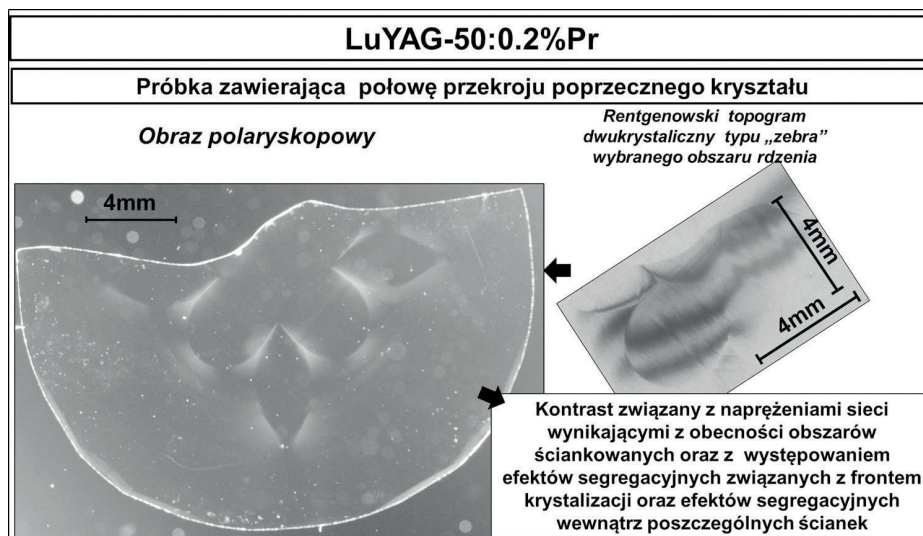 LuYAG-50:0.2%Pr
Próbka zawierająca połowę przekroju poprzecznego kryształu
Obraz polaryskopowy
Rentgenowski topogram
dwukrystaliczny typu „zebra”
wybranego obszaru rdzenia
4mm
4mm
4mm
Kontrast związany z naprężeniami sieci
wynikającymi z obecności obszarów
ściankowanych oraz z występowaniem
efektów segregacyjnych związanych z frontem
krystalizacji oraz efektów segregacyjnych
wewnątrz poszczególnych ścianek